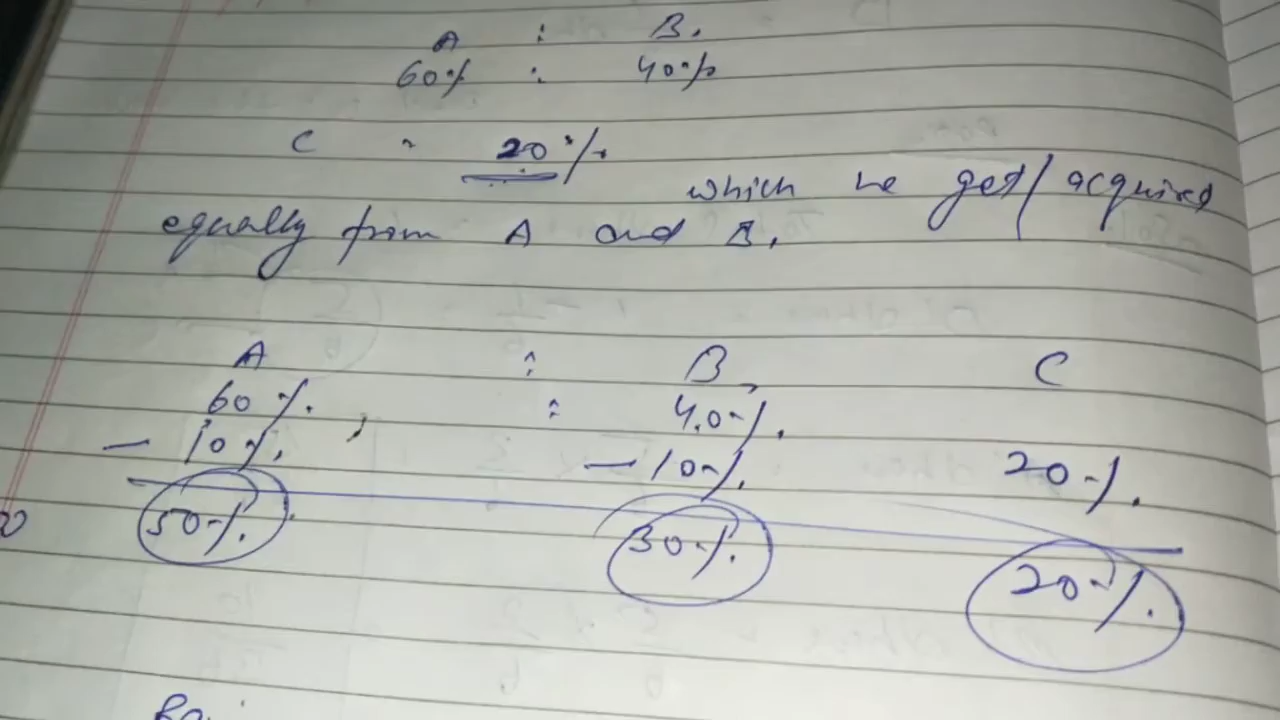 A : B.
60% : 40%
C - 20%
which he get/acquired
equally from A and B.
A : B, C
60%. , : 40%.
- 10%. - 10%. 20%.
50%. 30%. 20%.